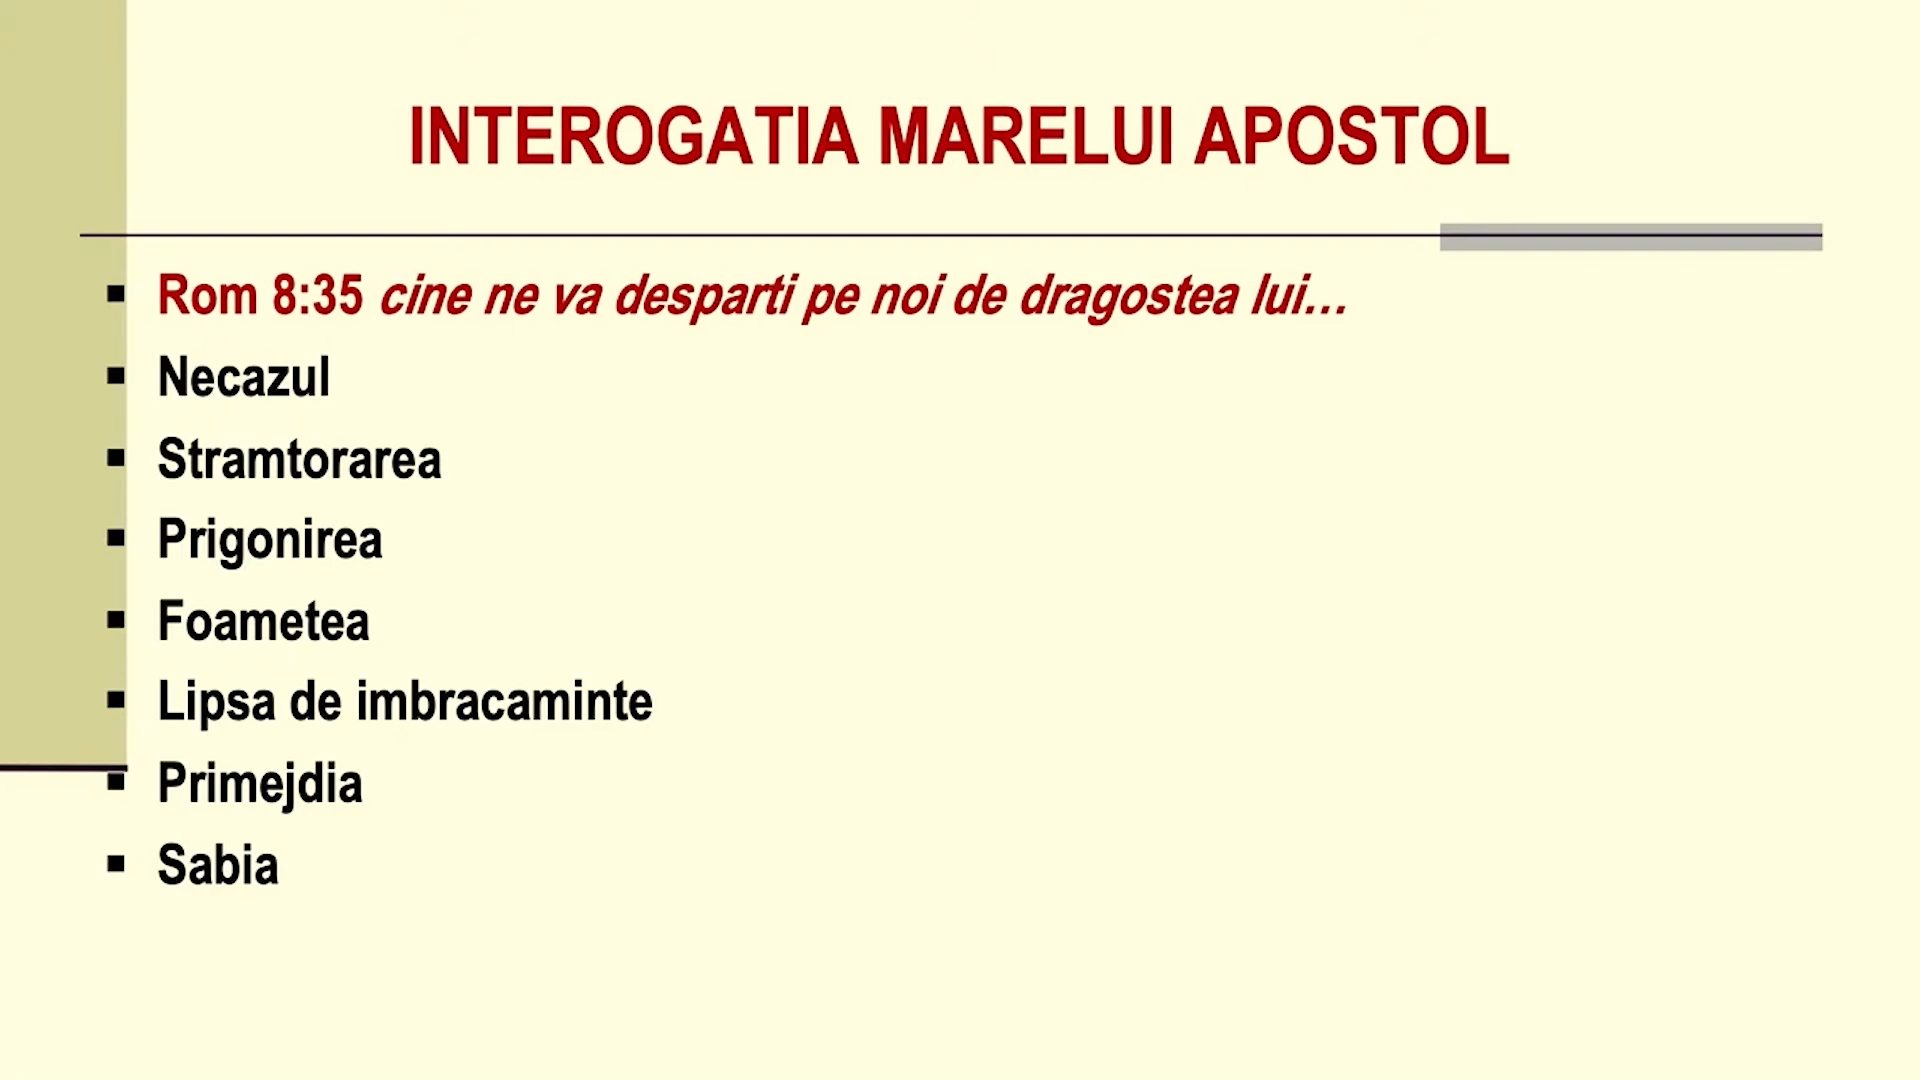 INTEROGATIA MARELUI APOSTOL
Rom 8:35 cine ne va desparti pe noi de dragostea lui…
Necazul
Stramtorarea
Prigonirea
Foametea
Lipsa de imbracaminte
Primejdia
Sabia